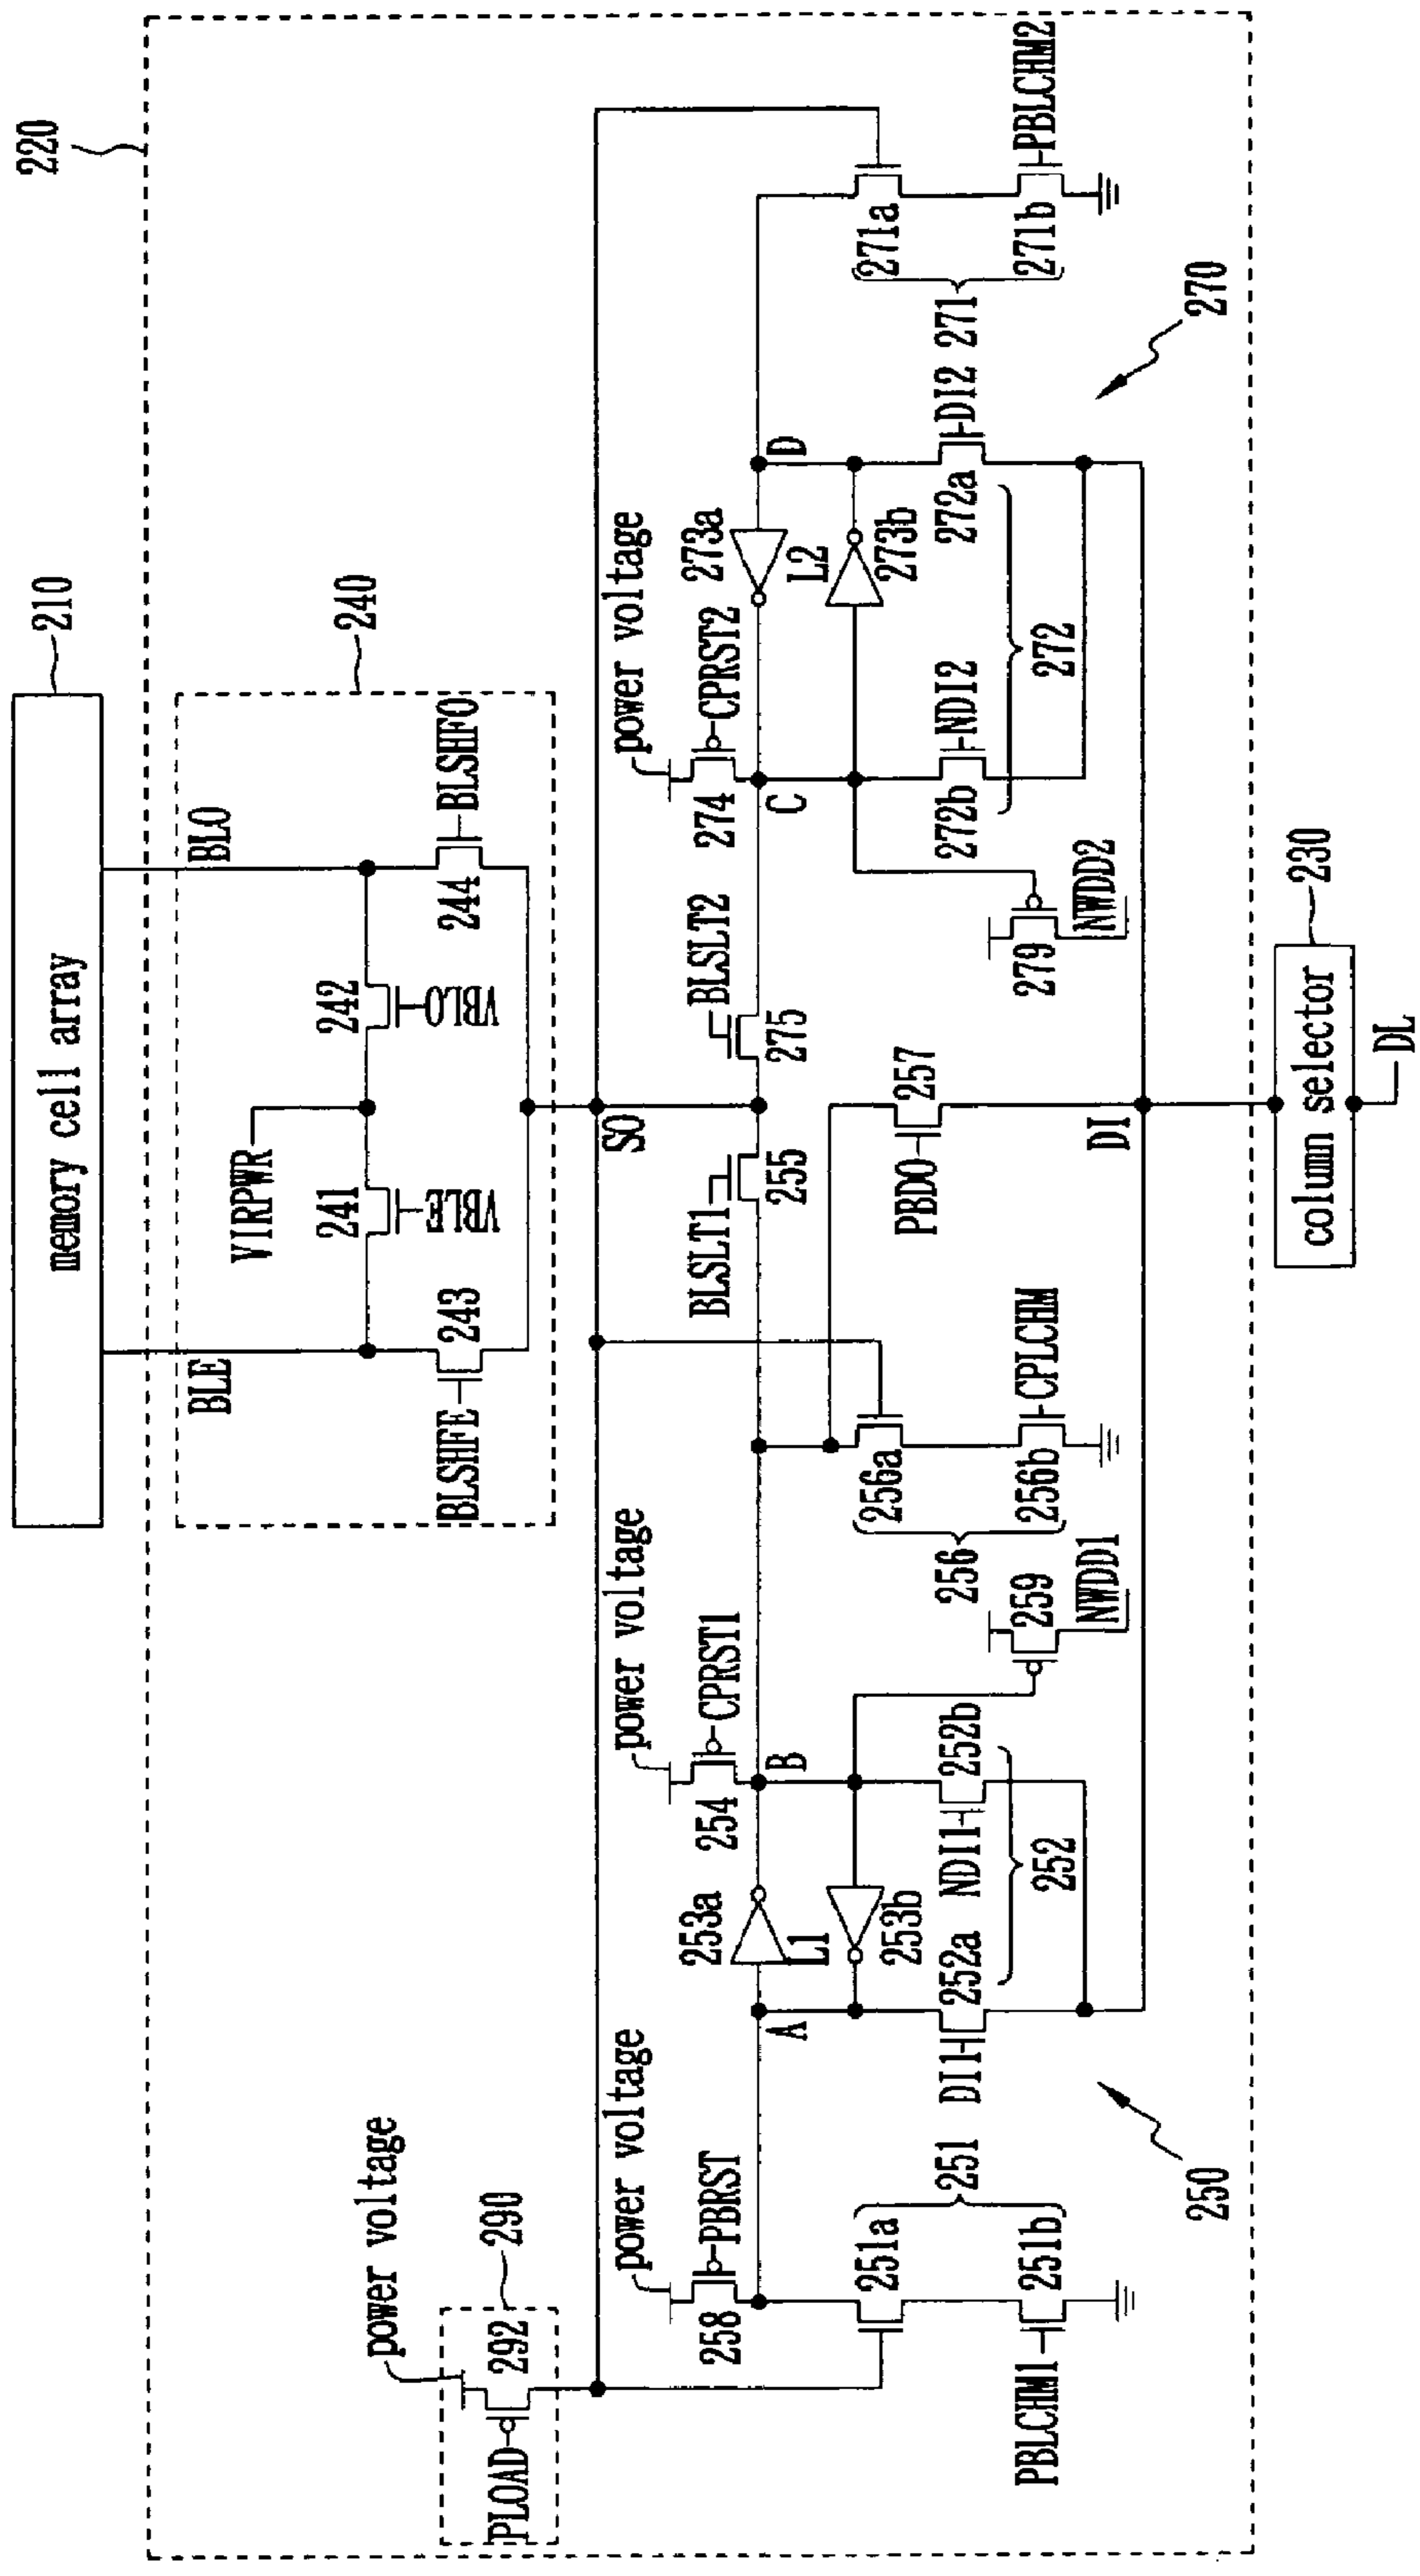 210
memory cell array
220
240
BLE
BLO
VIRPWR
241
242
VBLE
VBLO
BLSHFE
243
244
BLSHFO
power voltage
290
PLOAD
292
SO
power voltage
258
PBRST
power voltage
254
CPRST1
BLSLT1
255
BLSLT2
275
power voltage
274
CPRST2
A
253a
L1
253b
B
C
273a
L2
273b
D
251a
251
251b
PBLCHM1
DI1
252a
NDI1
252b
252
259
NWDD1
256a
256
256b
CPLCHM
PBDO
257
DI
279
NWDD2
272b
NDI2
272
272a
DI2
271a
271
271b
PBLCHM2
250
270
column selector
230
DL